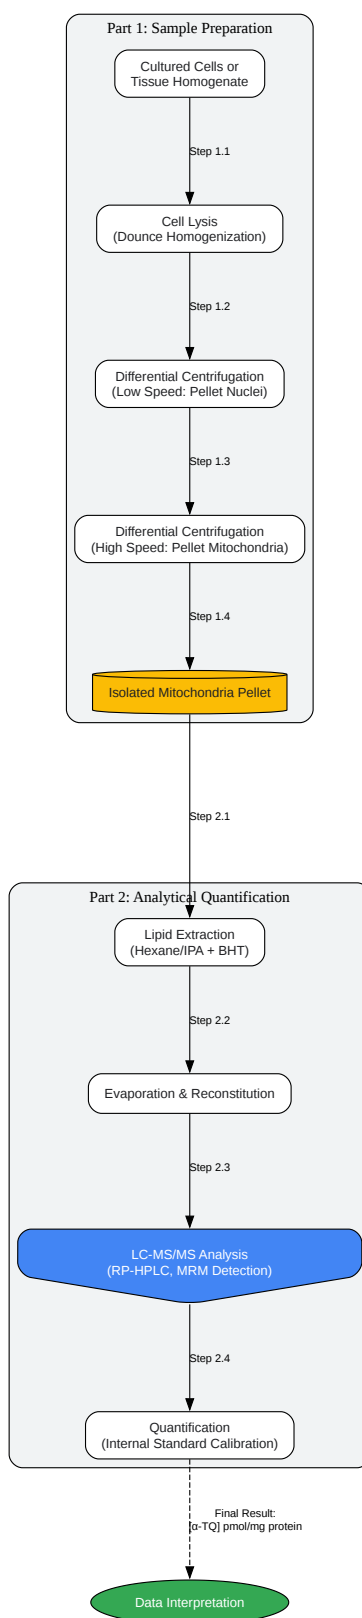 Part 1: Sample Preparation
Cultured Cells or
Tissue Homogenate
Step 1.1
Cell Lysis
(Dounce Homogenization)
Step 1.2
Differential Centrifugation
(Low Speed: Pellet Nuclei)
Step 1.3
Differential Centrifugation
(High Speed: Pellet Mitochondria)
Step 1.4
Isolated Mitochondria Pellet
Step 2.1
Part 2: Analytical Quantification
Lipid Extraction
(Hexane/IPA + BHT)
Step 2.2
Evaporation & Reconstitution
Step 2.3
LC-MS/MS Analysis
(RP-HPLC, MRM Detection)
Step 2.4
Quantification
(Internal Standard Calibration)
Final Result:
[α-TQ] pmol/mg protein
Data Interpretation